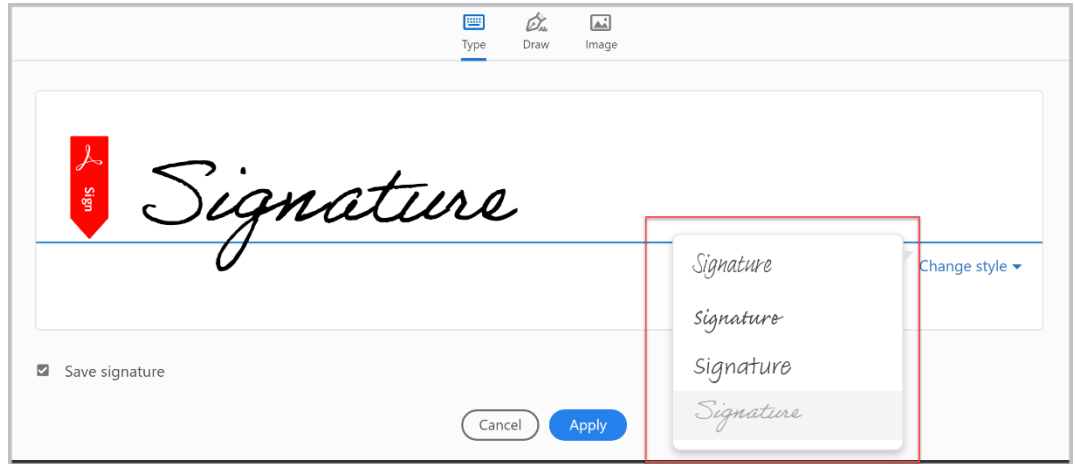 Type Draw Image
Sign
Signature
Signature
Change style
Signature
Signature
Signature
Save signature
Cancel Apply